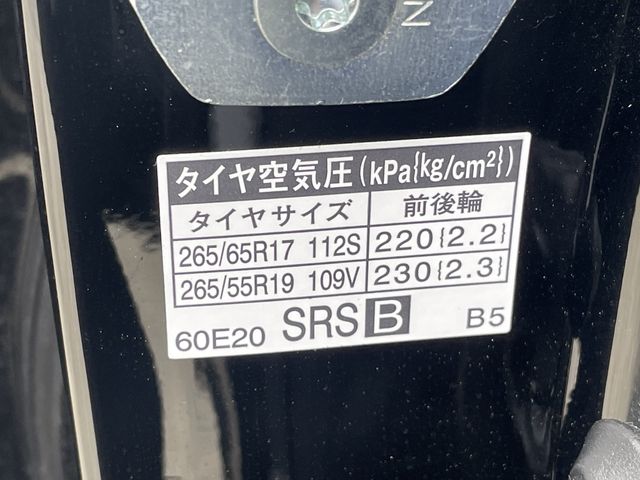 N
タイヤ空気圧(kPa{kg/cm²})
タイヤサイズ 前後輪
265/65R17 112S 220{2.2}
265/55R19 109V 230{2.3}
60E20 SRS B B5